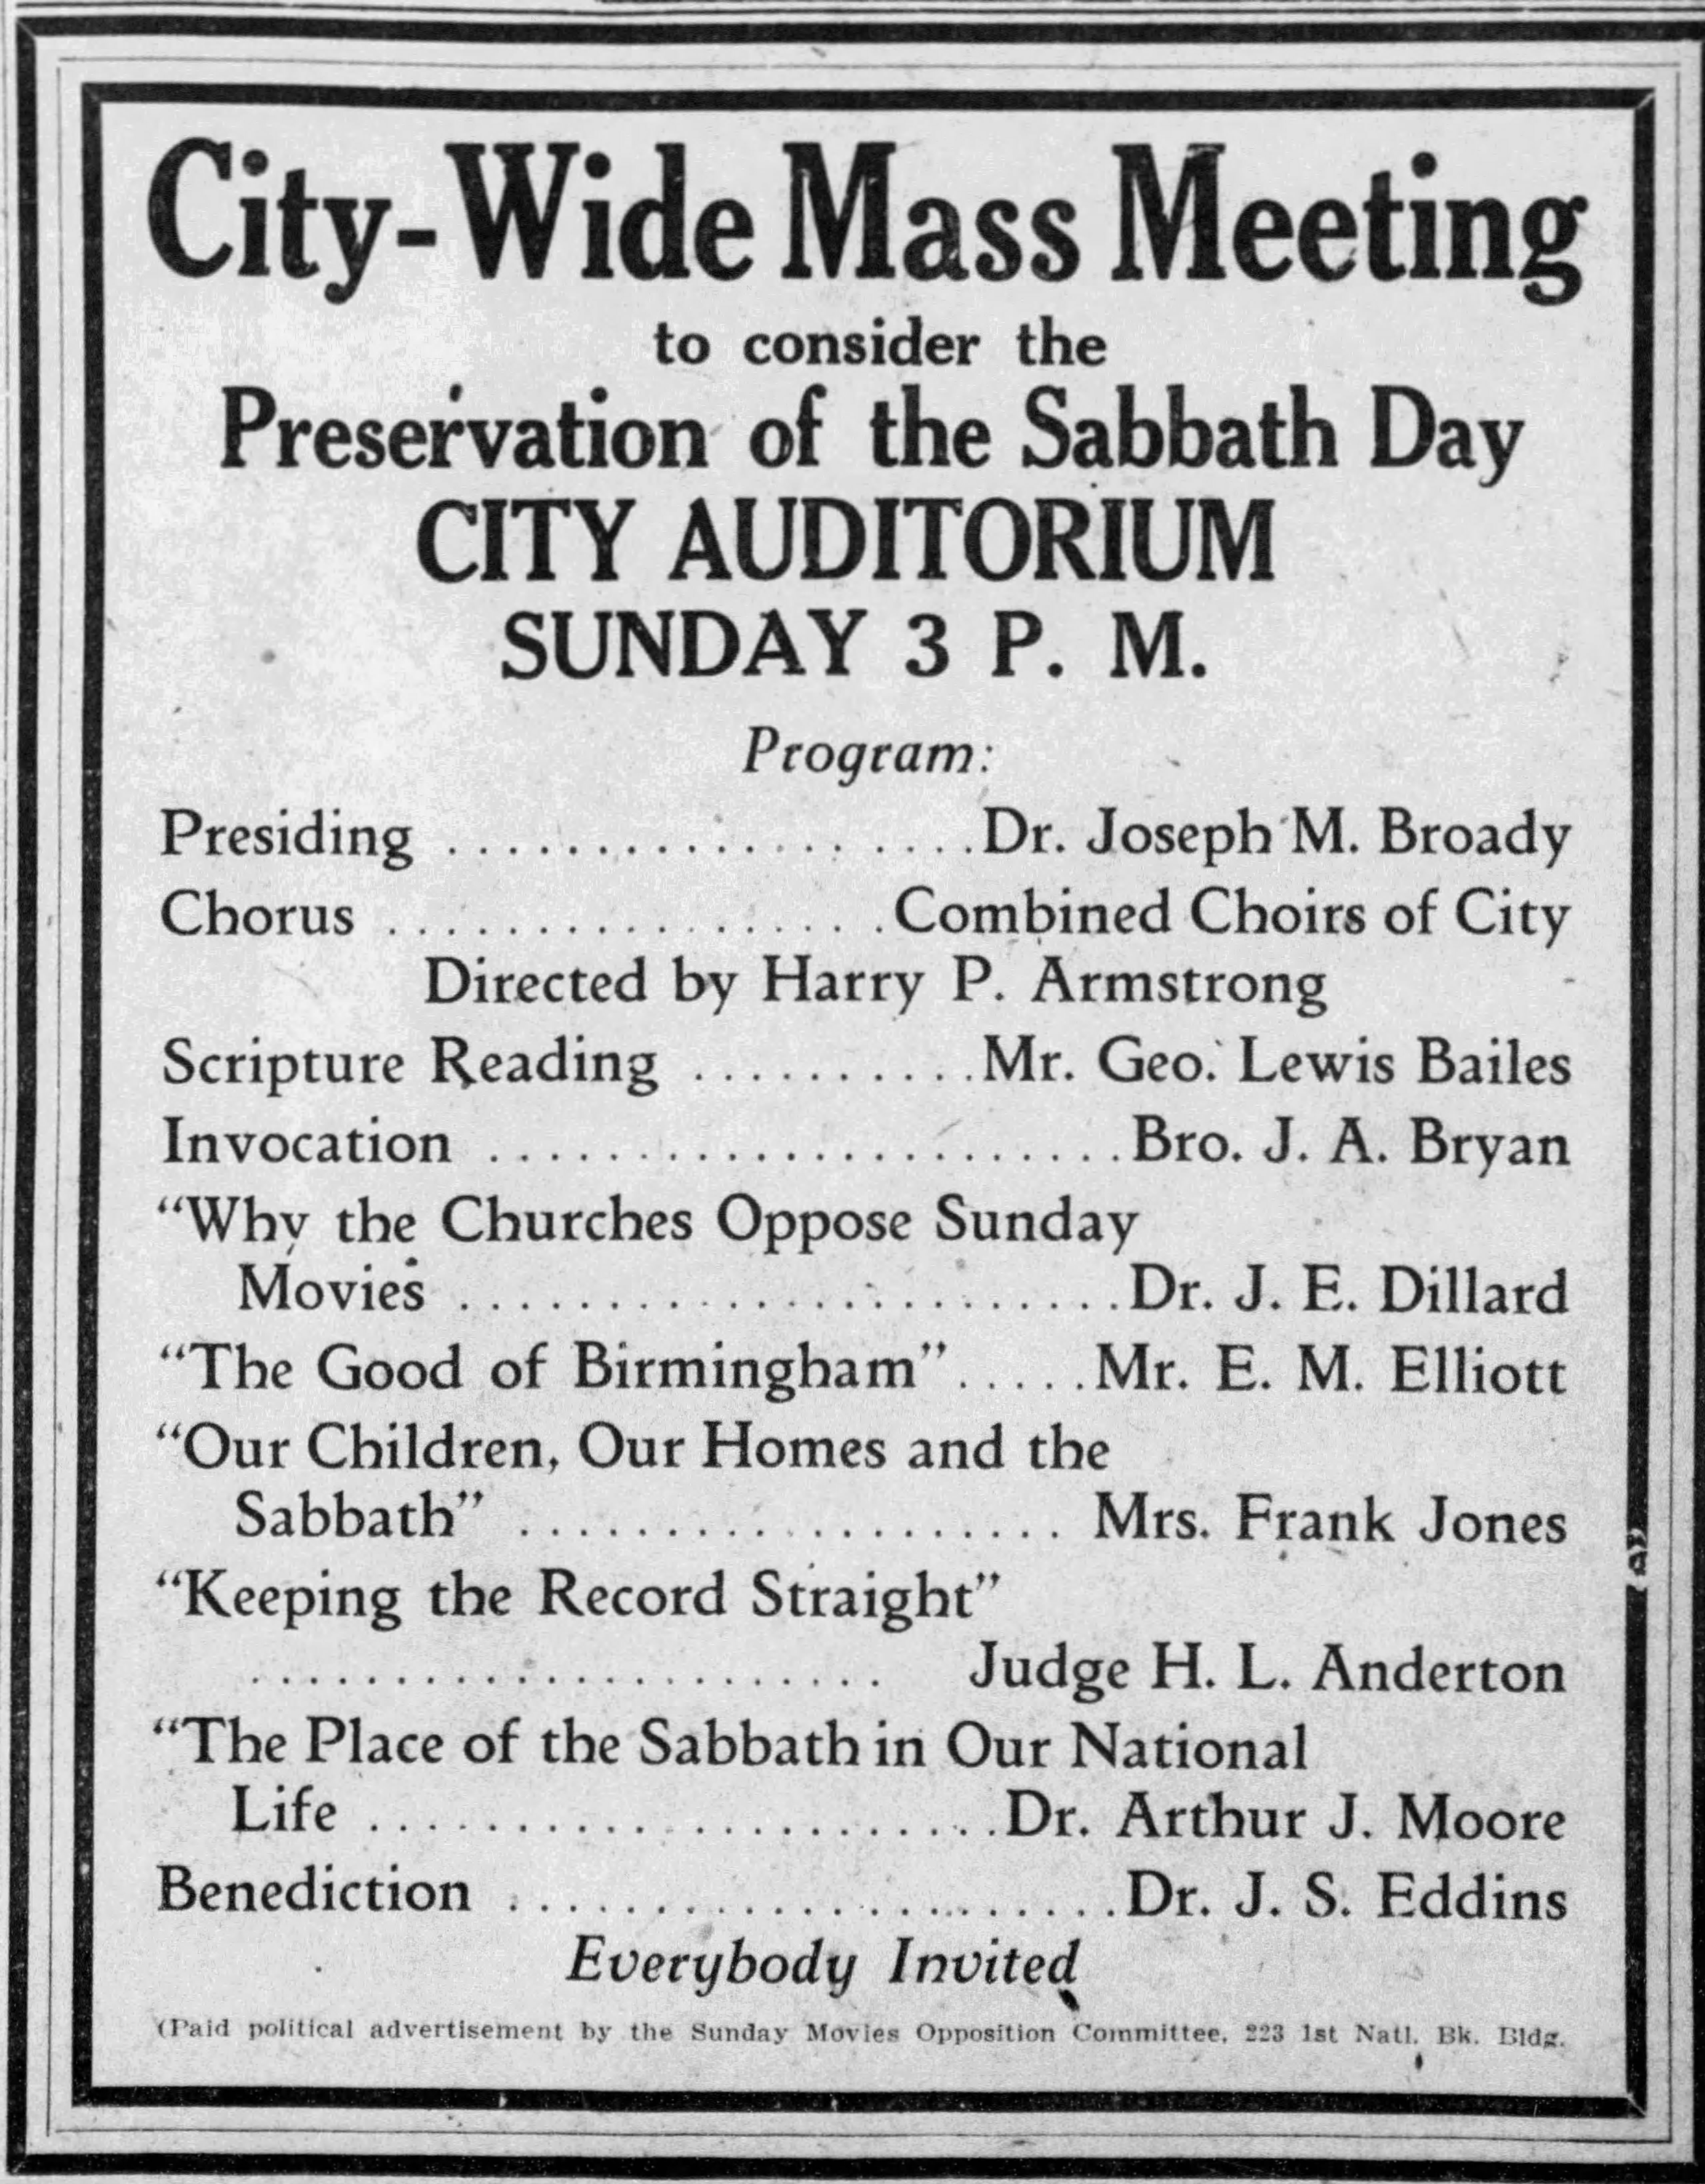 City-Wide Mass Meeting
to consider the
Preservation of the Sabbath Day
CITY AUDITORIUM
SUNDAY 3 P. M.
Program:
Presiding ..................Dr. Joseph M. Broady
Chorus .................Combined Choirs of City
Directed by Harry P. Armstrong
Scripture Reading ..........Mr. Geo. Lewis Bailes
Invocation ......................Bro. J. A. Bryan
“Why the Churches Oppose Sunday
Movies ......................Dr. J. E. Dillard
“The Good of Birmingham”.....Mr. E. M. Elliott
“Our Children, Our Homes and the
Sabbath” ................... Mrs. Frank Jones
“Keeping the Record Straight”
...................... Judge H. L. Anderton
“The Place of the Sabbath in Our National
Life .....................Dr. Arthur J. Moore
Benediction .....................Dr. J. S. Eddins
Everybody Invited
(Paid political advertisement by the Sunday Movies Opposition Committee, 223 1st Natl. Bk. Bldg.